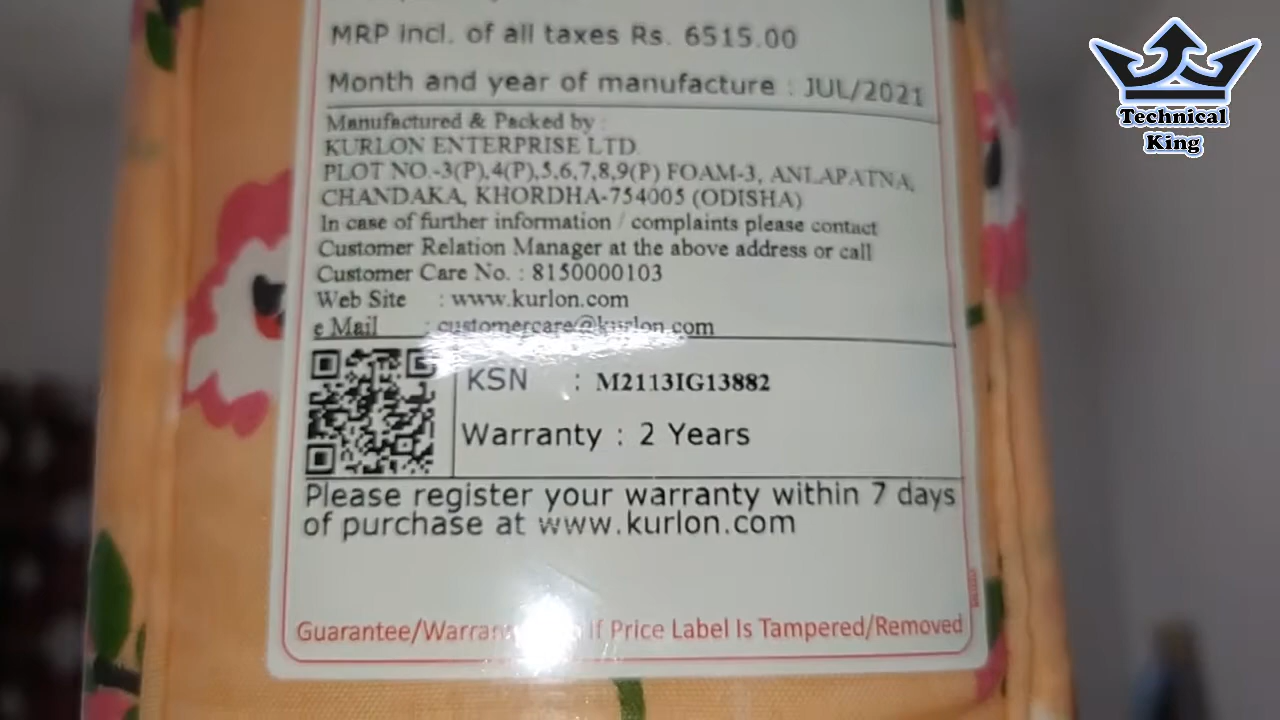 MRP incl. of all taxes Rs. 6515.00
Month and year of manufacture : JUL/2021
Manufactured & Packed by :
KURLON ENTERPRISE LTD.
PLOT NO.-3(P),4(P),5,6,7,8,9(P) FOAM-3, ANLAPATNA,
CHANDAKA, KHORDHA-754005 (ODISHA)
In case of further information / complaints please contact
Customer Relation Manager at the above address or call
Customer Care No. : 8150000103
Web Site : www.kurlon.com
e Mail : customercare@kurlon.com
KSN : M2113IG13882
Warranty : 2 Years
Please register your warranty within 7 days
of purchase at www.kurlon.com
Guarantee/ If Price Label Is Tampered/Removed
Technical
King